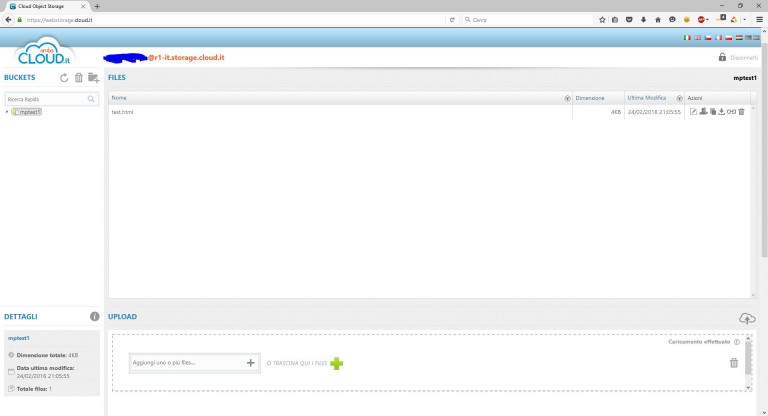 Cloud Object Storage
https://webstorage.cloud.it
Cerca
aruba
CLOUD.it
@r1-it.storage.cloud.it
Disconnetti
BUCKETS
FILES
mptest1
Ricerca Rapida
Nome
Dimensione
Ultima Modifica
Azioni
mptest1
test.html
4KB
24/02/2016 21:05:55
DETTAGLI
UPLOAD
mptest1
Dimensione totale: 4KB
Data ultima modifica:
24/02/2016 21:05:55
Totale files: 1
Caricamento effettuato
Aggiungi uno o più files...
O TRASCINA QUI I FILES